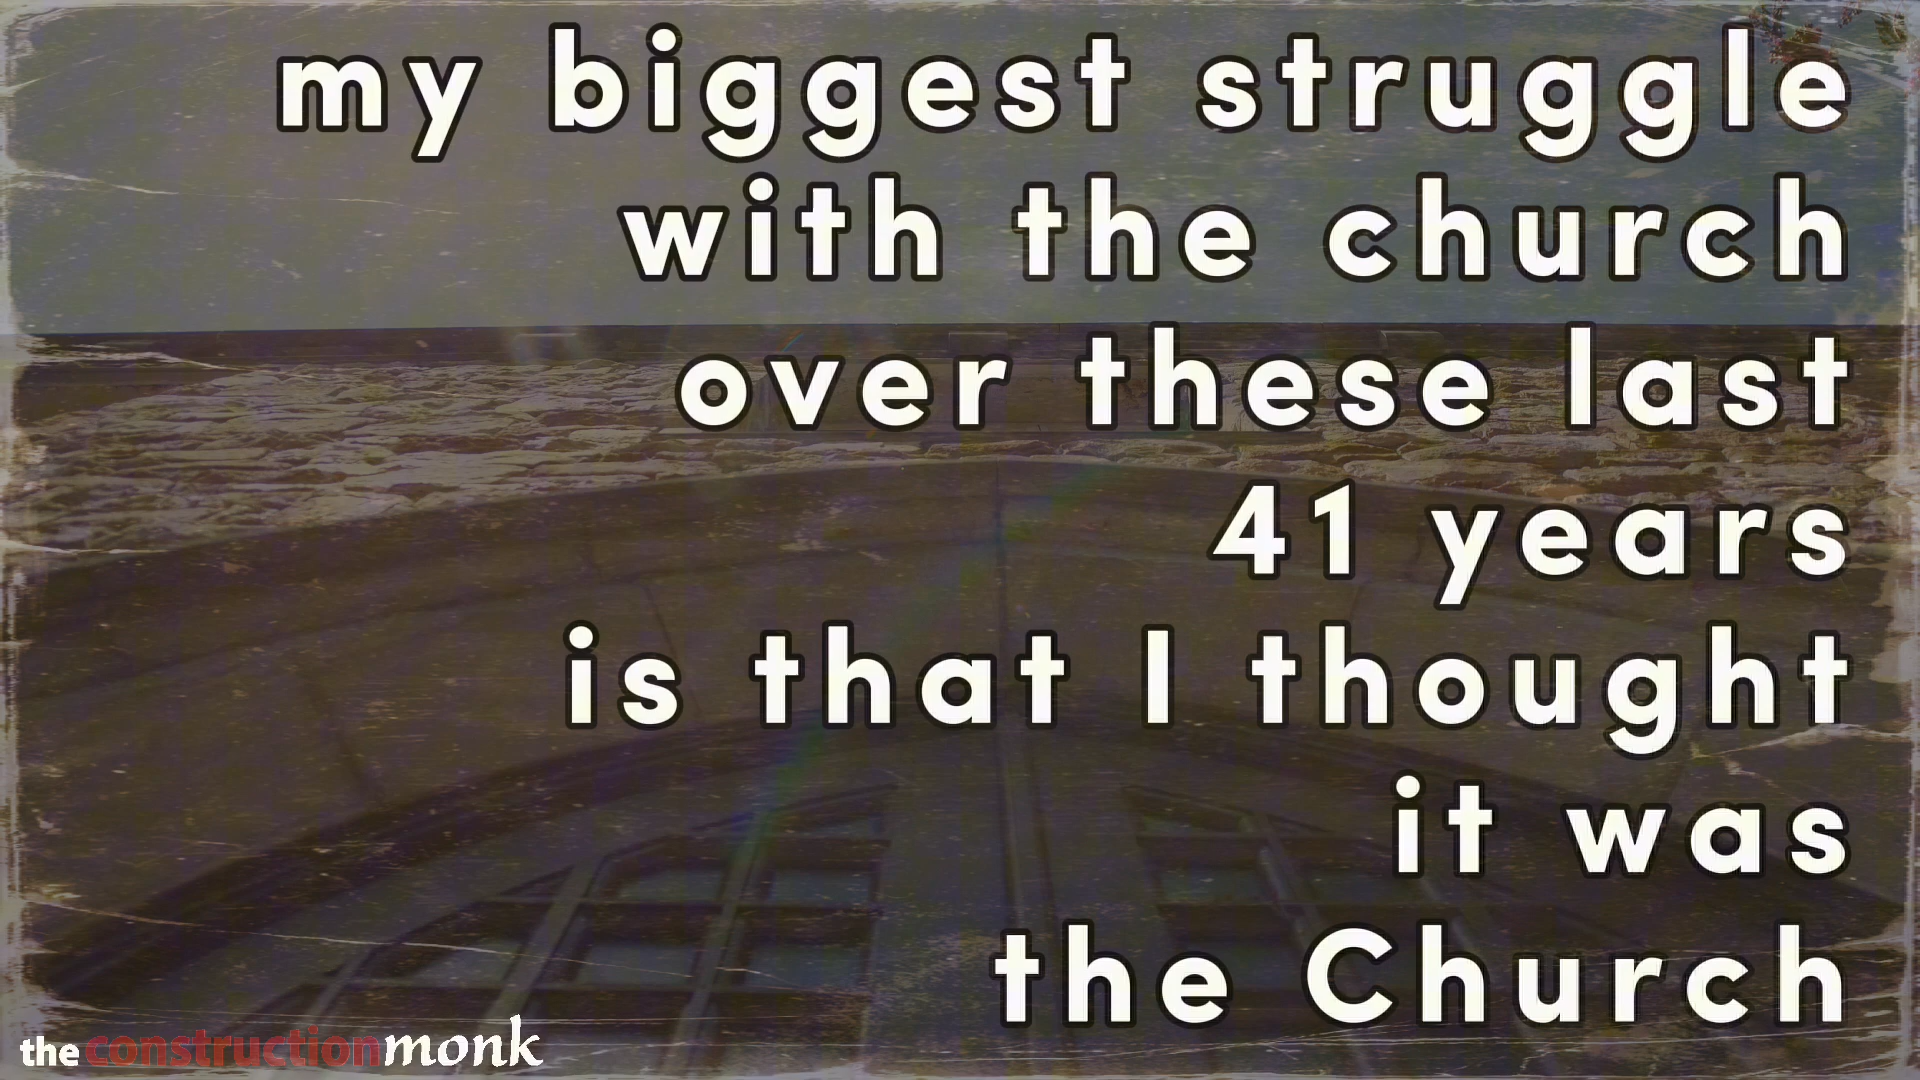 my biggest struggle
with the church
over these last
41 years
is that I thought
it was
the Church
theconstructionmonk